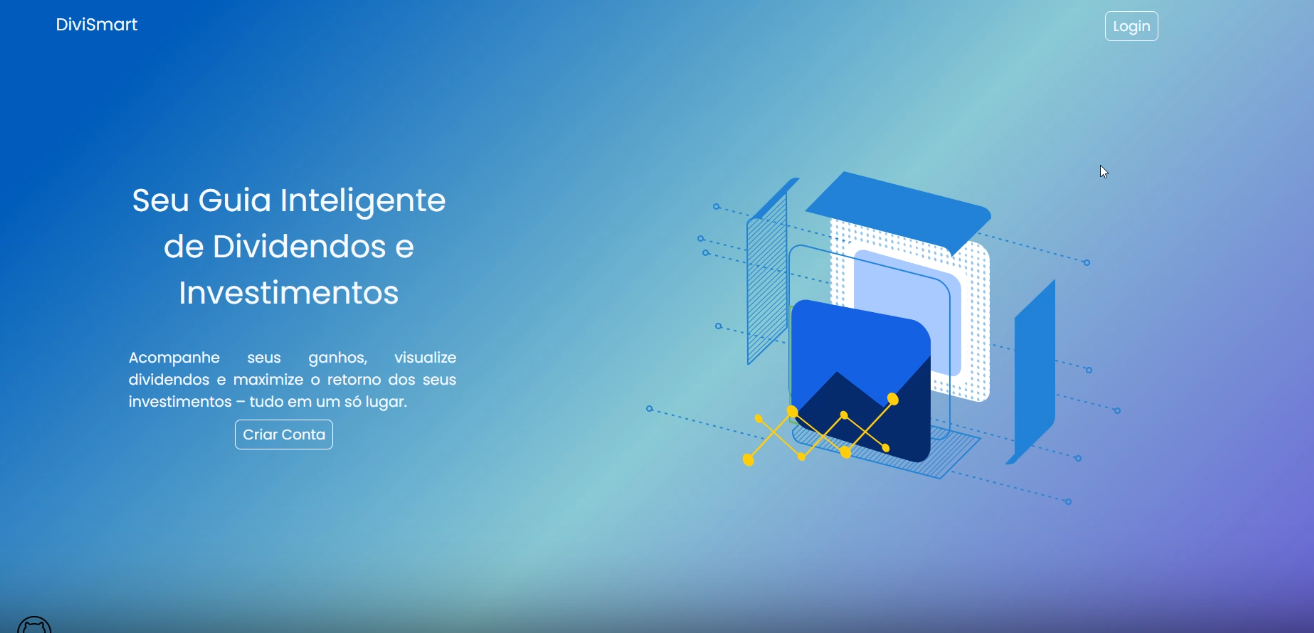 DiviSmart
Login
Seu Guia Inteligente
de Dividendos e
Investimentos
Acompanhe seus ganhos, visualize
dividendos e maximize o retorno dos seus
investimentos – tudo em um só lugar.
Criar Conta